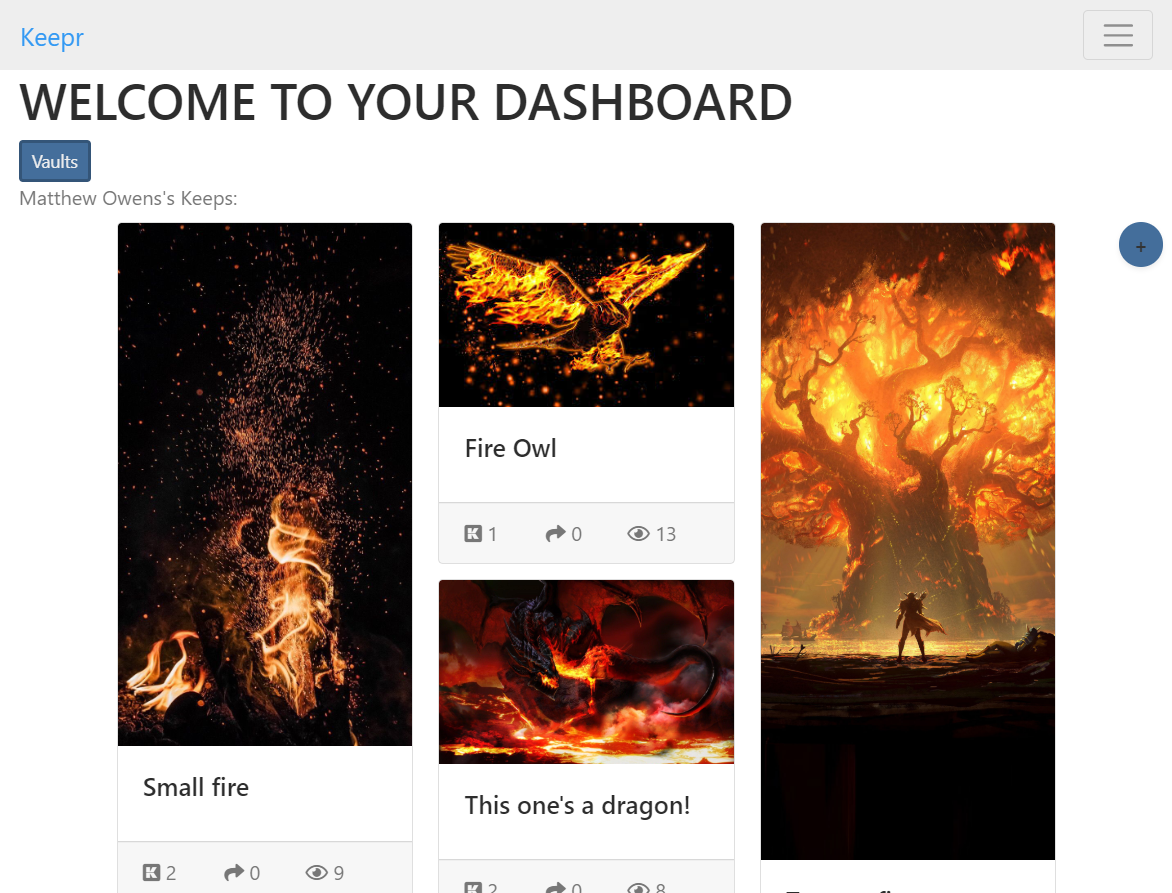 Keepr
WELCOME TO YOUR DASHBOARD
Vaults
Matthew Owens's Keeps:
+
Small fire
K 2 0 9
Fire Owl
K 1 0 13
This one's a dragon!
K 2 0 8